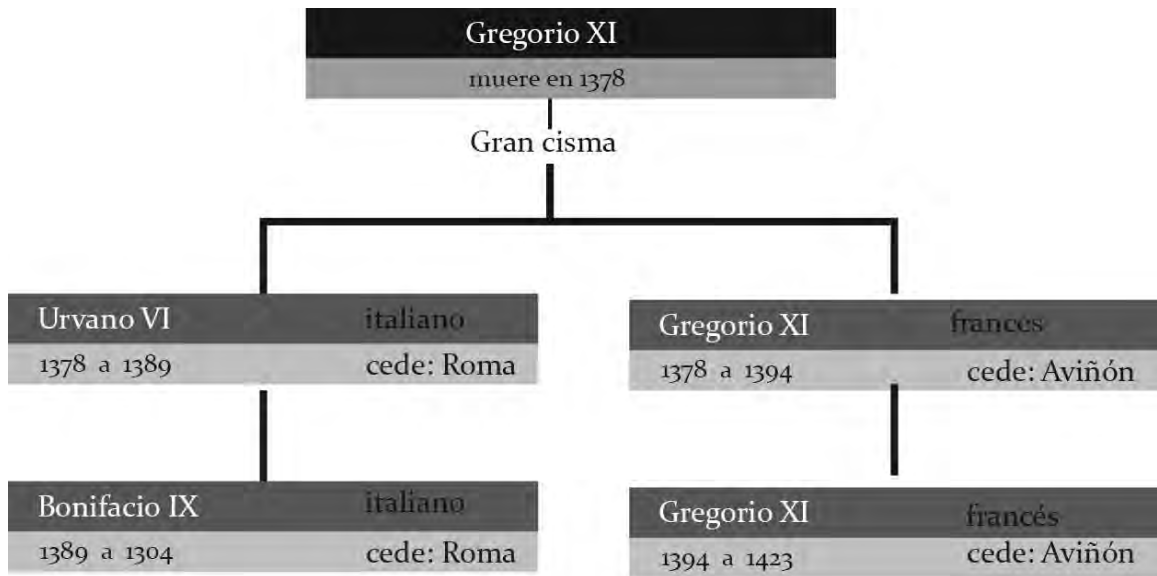 Gregorio XI
muere en 1378
Gran cisma
Urvano VI italiano
1378 a 1389 cede: Roma
Gregorio XI frances
1378 a 1394 cede: Aviñón
Bonifacio IX italiano
1389 a 1304 cede: Roma
Gregorio XI francés
1394 a 1423 cede: Aviñón